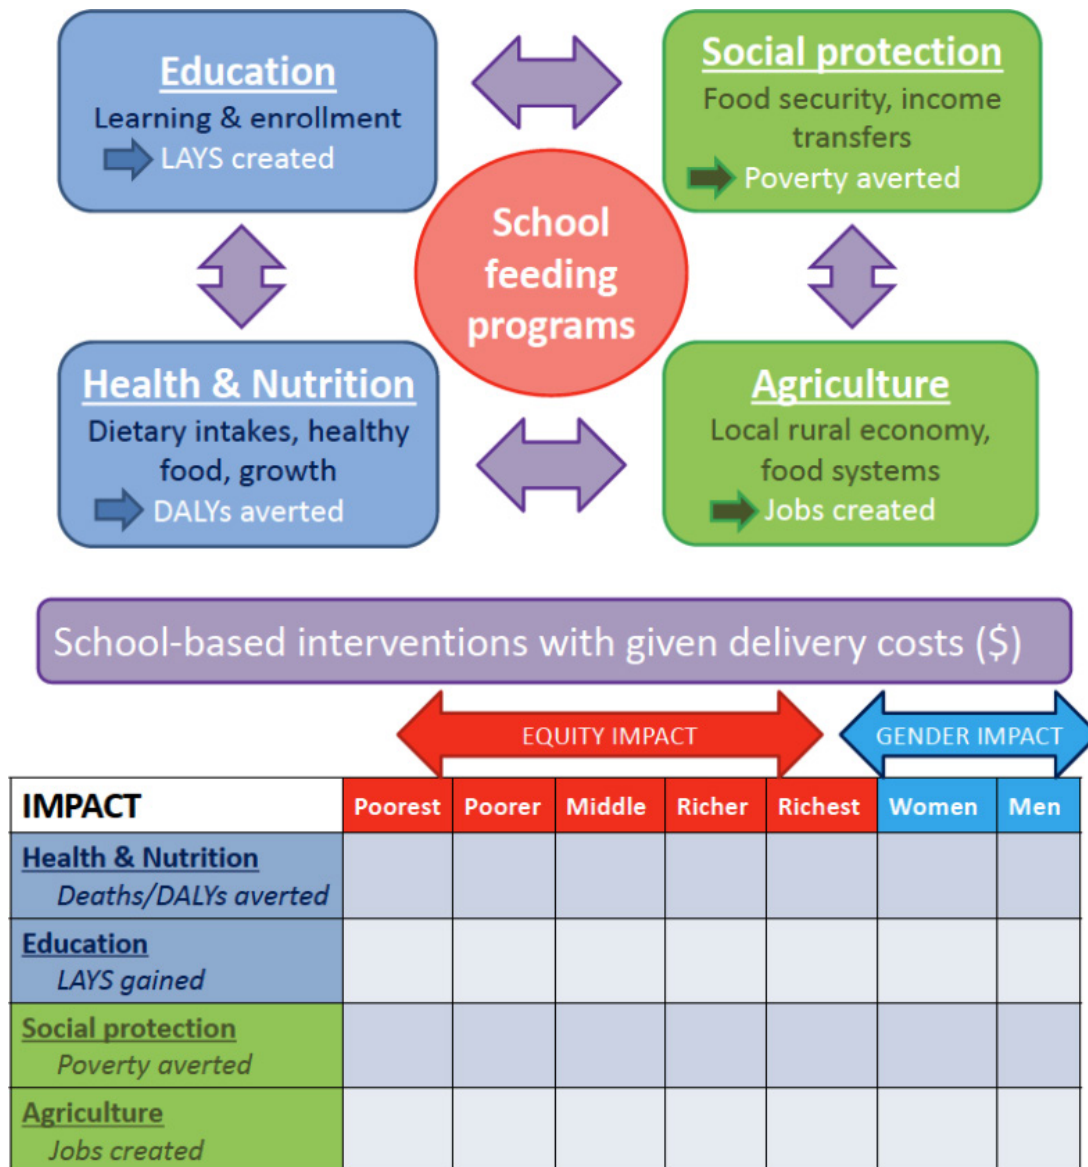 Education
Learning & enrollment
LAYS created
Social protection
Food security, income
transfers
Poverty averted
School
feeding
programs
Health & Nutrition
Dietary intakes, healthy
food, growth
DALYs averted
Agriculture
Local rural economy,
food systems
Jobs created
School-based interventions with given delivery costs ($)
EQUITY IMPACT
GENDER IMPACT
IMPACT Poorest Poorer Middle Richer Richest Women Men
Health & Nutrition
Deaths/DALYs averted
Education
LAYS gained
Social protection
Poverty averted
Agriculture
Jobs created